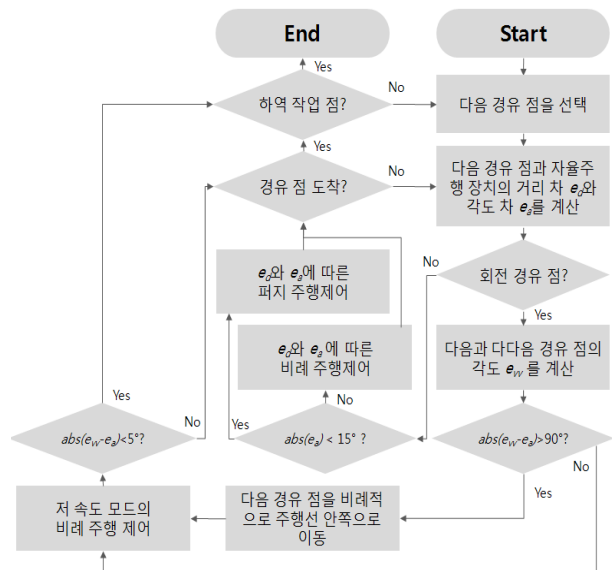 End
Start
Yes
하역 작업 점?
No
다음 경유 점을 선택
Yes
경유 점 도착?
No
다음 경유 점과 자율주
행 장치의 거리 차 ed와
각도 차 ea를 계산
ed와 ea에 따른
퍼지 주행제어
No
회전 경유 점?
Yes
ed와 ea 에 따른
비례 주행제어
다음과 다다음 경유 점의
각도 evv 를 계산
Yes
No
Yes
No
abs(evv-ea)<5°?
abs(ea) < 15° ?
abs(evv-ea)>90°?
No
Yes
저 속도 모드의
비례 주행 제어
다음 경유 점을 비례적
으로 주행선 안쪽으로
이동